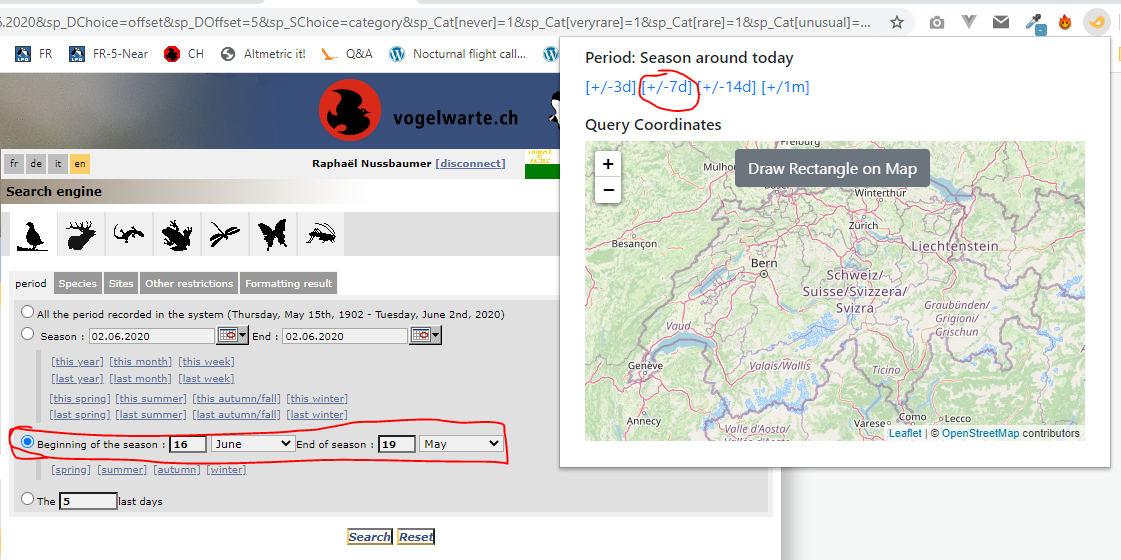 6.2020&sp_DChoice=offset&sp_DOffset=5&sp_SChoice=category&sp_Cat[never]=1&sp_Cat[veryrare]=1&sp_Cat[rare]=1&sp_Cat[unusual]=...
FR FR-5-Near CH Altmetric it! Q&A Nocturnal flight call...
vogelwarte.ch
fr de it en
Raphaël Nussbaumer [disconnect]
Search engine
period Species Sites Other restrictions Formatting result
All the period recorded in the system (Thursday, May 15th, 1902 - Tuesday, June 2nd, 2020)
Season : 02.06.2020 End : 02.06.2020
[this year] [this month] [this week]
[last year] [last month] [last week]
[this spring] [this summer] [this autumn/fall] [this winter]
[last spring] [last summer] [last autumn/fall] [last winter]
Beginning of the season : 16 June End of season : 19 May
[spring] [summer] [autumn] [winter]
The 5 last days
Search Reset
Period: Season around today
[+/-3d] [+/-7d] [+/-14d] [+/1m]
Query Coordinates
+
−
Draw Rectangle on Map
Freiburg
Mulho
Winterthur
Zürich
Besançon
Liechtenstein
Bern
Schweiz/
Suisse/Svizzera/
Svizra
Graubünden/
Grigioni/
Grischun
Vaud
Genève
Valais/Wallis
Ticino
Annecy
Como
Lecco
Varese
Valle d'Aosta/
Leaflet | © OpenStreetMap contributors